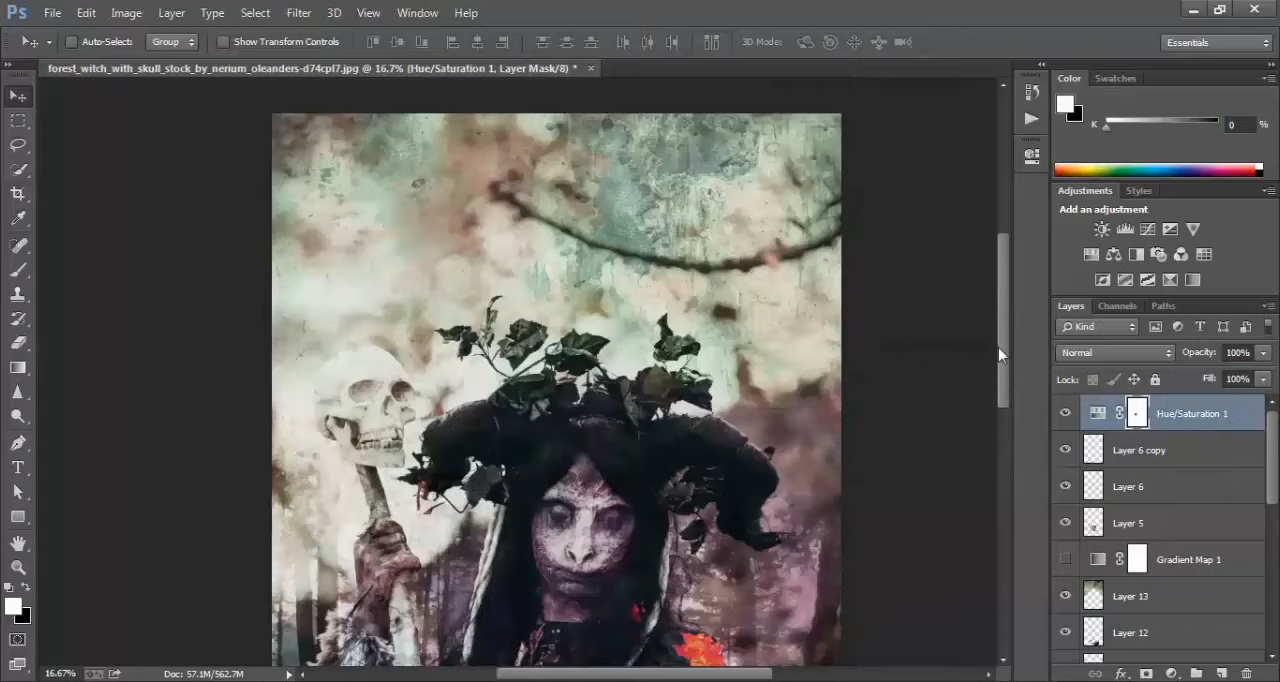 Ps File Edit Image Layer Type Select Filter 3D View Window Help
Auto-Select: Group Show Transform Controls 3D Mode: Essentials
forest_witch_with_skull_stock_by_nerium_oleanders-d74cpl7.jpg @ 16.7% (Hue/Saturation 1, Layer Mask/8) *
Color Swatches
K 0 %
Adjustments Styles
Add an adjustment
Layers Channels Paths
Kind
Normal Opacity: 100%
Lock: Fill: 100%
Hue/Saturation 1
Layer 6 copy
Layer 6
Layer 5
Gradient Map 1
Layer 13
Layer 12
16.67% Doc: 57.1M/562.7M